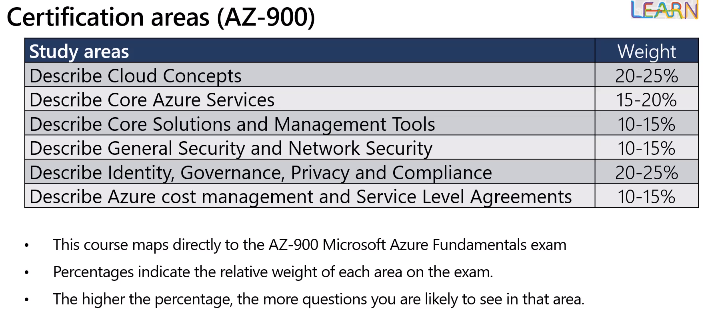 Certification areas (AZ-900)
LEARN
Study areas Weight
Describe Cloud Concepts 20-25%
Describe Core Azure Services 15-20%
Describe Core Solutions and Management Tools 10-15%
Describe General Security and Network Security 10-15%
Describe Identity, Governance, Privacy and Compliance 20-25%
Describe Azure cost management and Service Level Agreements 10-15%
• This course maps directly to the AZ-900 Microsoft Azure Fundamentals exam
• Percentages indicate the relative weight of each area on the exam.
• The higher the percentage, the more questions you are likely to see in that area.